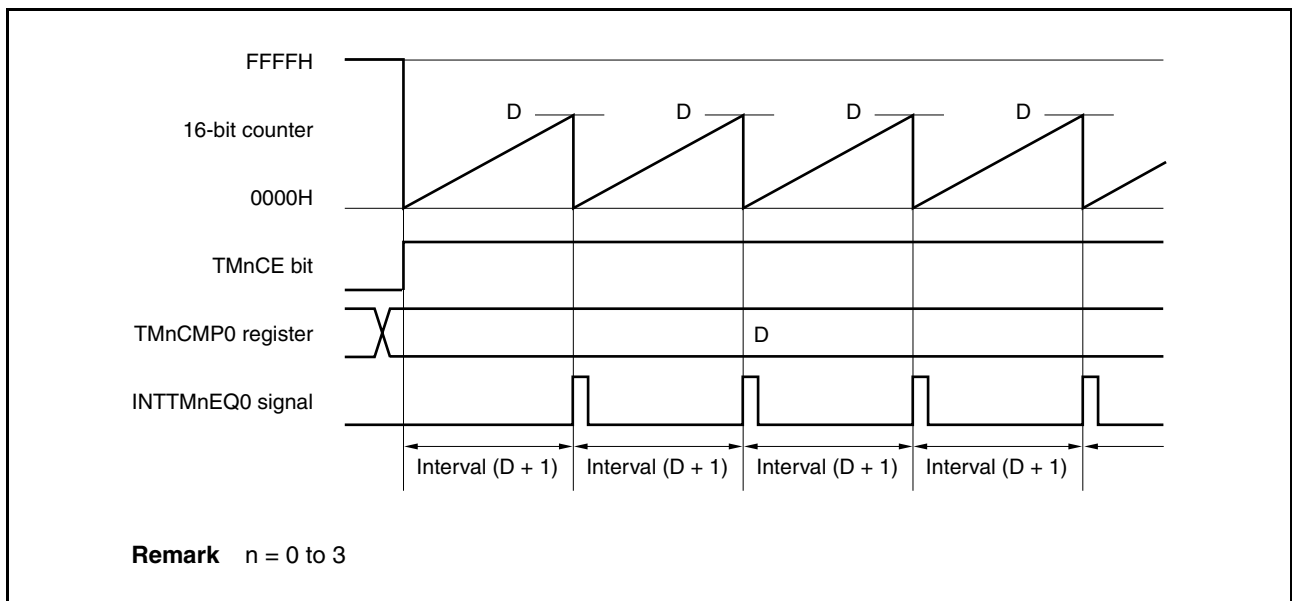 FFFFH
D D D D
16-bit counter
0000H
TMnCE bit
TMnCMP0 register D
INTTMnEQ0 signal
Interval (D + 1) Interval (D + 1) Interval (D + 1) Interval (D + 1)
Remark n = 0 to 3